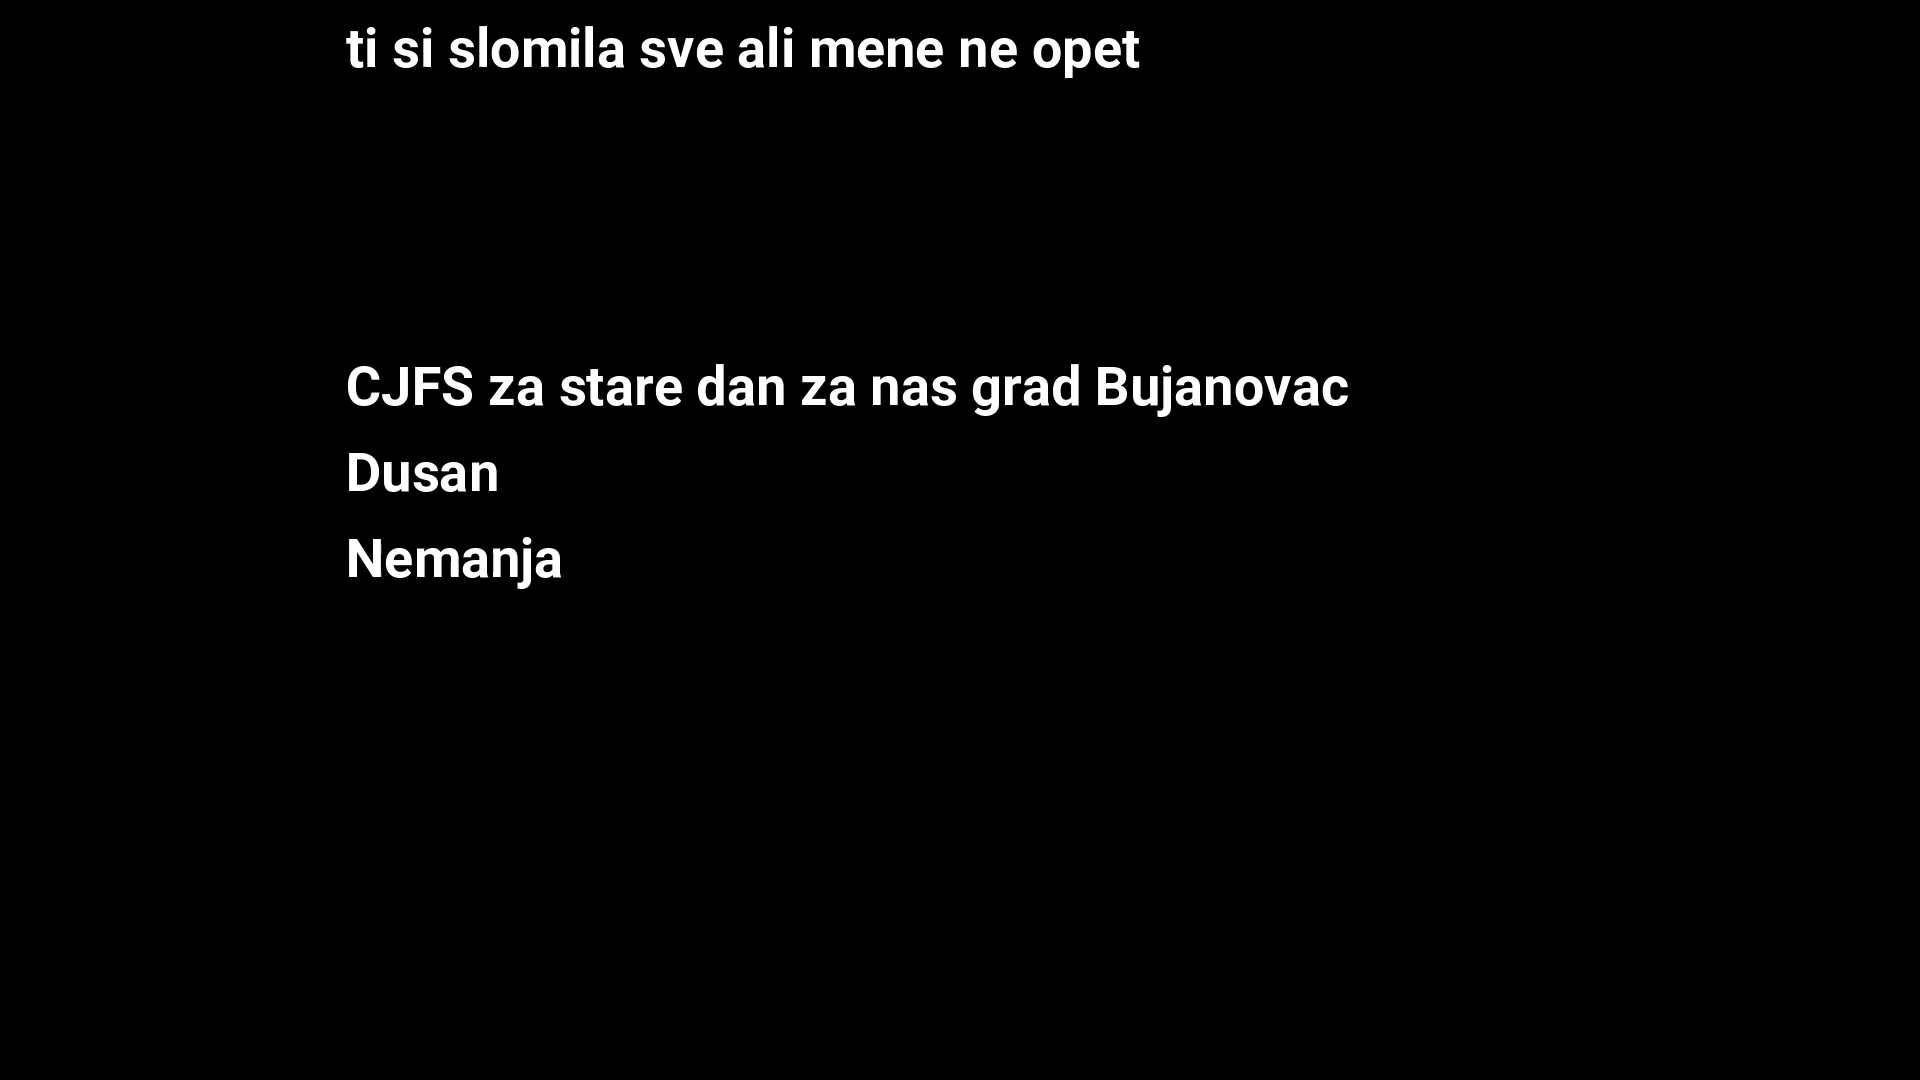 ti si slomila sve ali mene ne opet
CJFS za stare dan za nas grad Bujanovac
Dusan
Nemanja